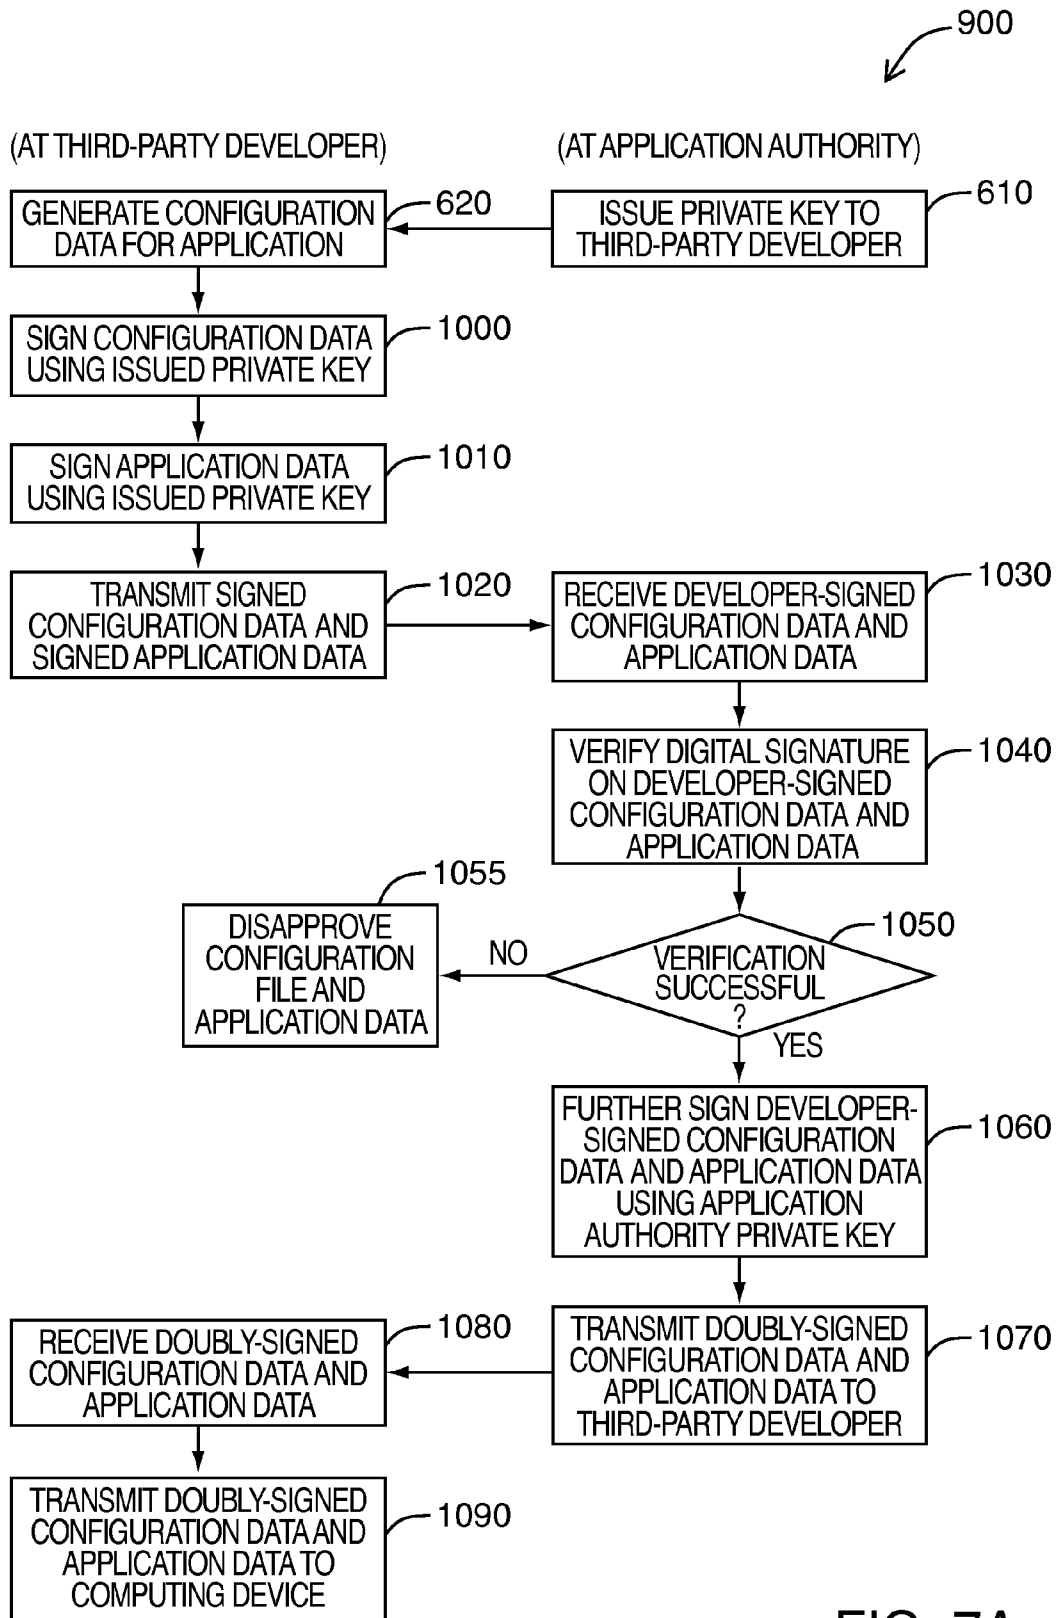 900
(AT THIRD-PARTY DEVELOPER)
(AT APPLICATION AUTHORITY)
GENERATE CONFIGURATION
DATA FOR APPLICATION
620
ISSUE PRIVATE KEY TO
THIRD-PARTY DEVELOPER
610
SIGN CONFIGURATION DATA
USING ISSUED PRIVATE KEY
1000
SIGN APPLICATION DATA
USING ISSUED PRIVATE KEY
1010
TRANSMIT SIGNED
CONFIGURATION DATA AND
SIGNED APPLICATION DATA
1020
RECEIVE DEVELOPER-SIGNED
CONFIGURATION DATA AND
APPLICATION DATA
1030
VERIFY DIGITAL SIGNATURE
ON DEVELOPER-SIGNED
CONFIGURATION DATA AND
APPLICATION DATA
1040
VERIFICATION
SUCCESSFUL
?
1050
NO
DISAPPROVE
CONFIGURATION
FILE AND
APPLICATION DATA
1055
YES
FURTHER SIGN DEVELOPER-
SIGNED CONFIGURATION
DATA AND APPLICATION DATA
USING APPLICATION
AUTHORITY PRIVATE KEY
1060
TRANSMIT DOUBLY-SIGNED
CONFIGURATION DATA AND
APPLICATION DATA TO
THIRD-PARTY DEVELOPER
1070
RECEIVE DOUBLY-SIGNED
CONFIGURATION DATA AND
APPLICATION DATA
1080
TRANSMIT DOUBLY-SIGNED
CONFIGURATION DATA AND
APPLICATION DATA TO
COMPUTING DEVICE
1090
FIG. 7A